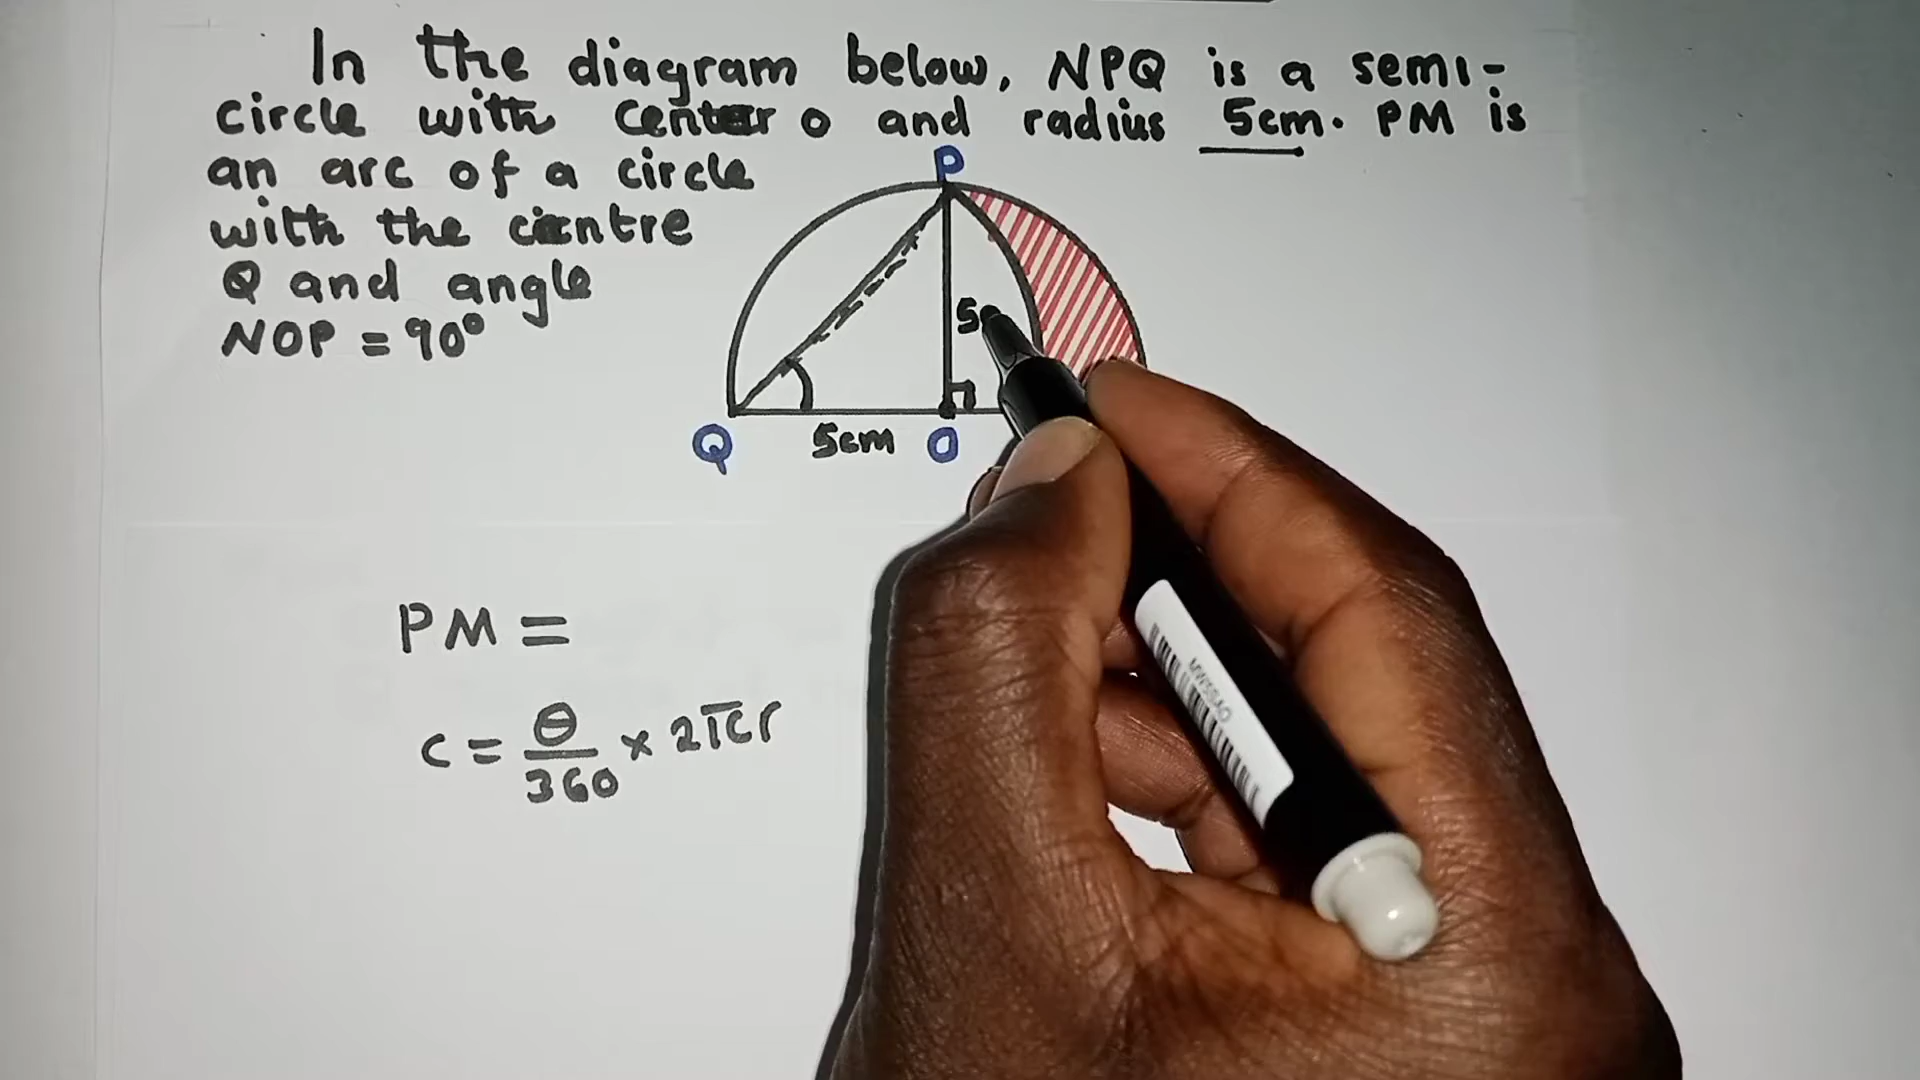 In the diagram below, NPQ is a semi-
circle with center O and radius 5cm. PM is
an arc of a circle
with the centre
Q and angle
NOP = 90°
P
5
Q 5cm O
PM =
C = θ/360 × 2πr